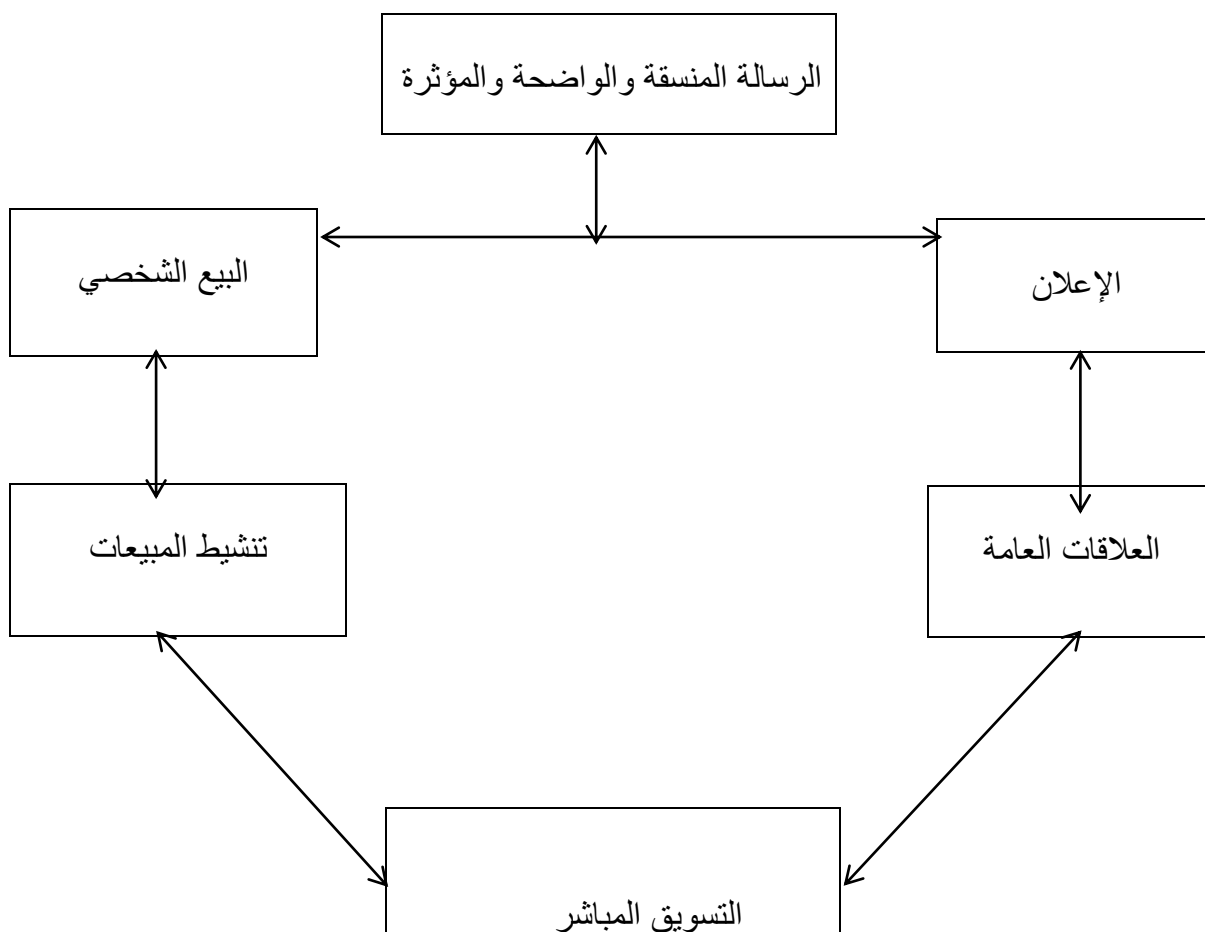 الرسالة المنسقة والواضحة والمؤثرة
الإعلان
البيع الشخصي
العلاقات العامة
تنشيط المبيعات
التسويق المباشر